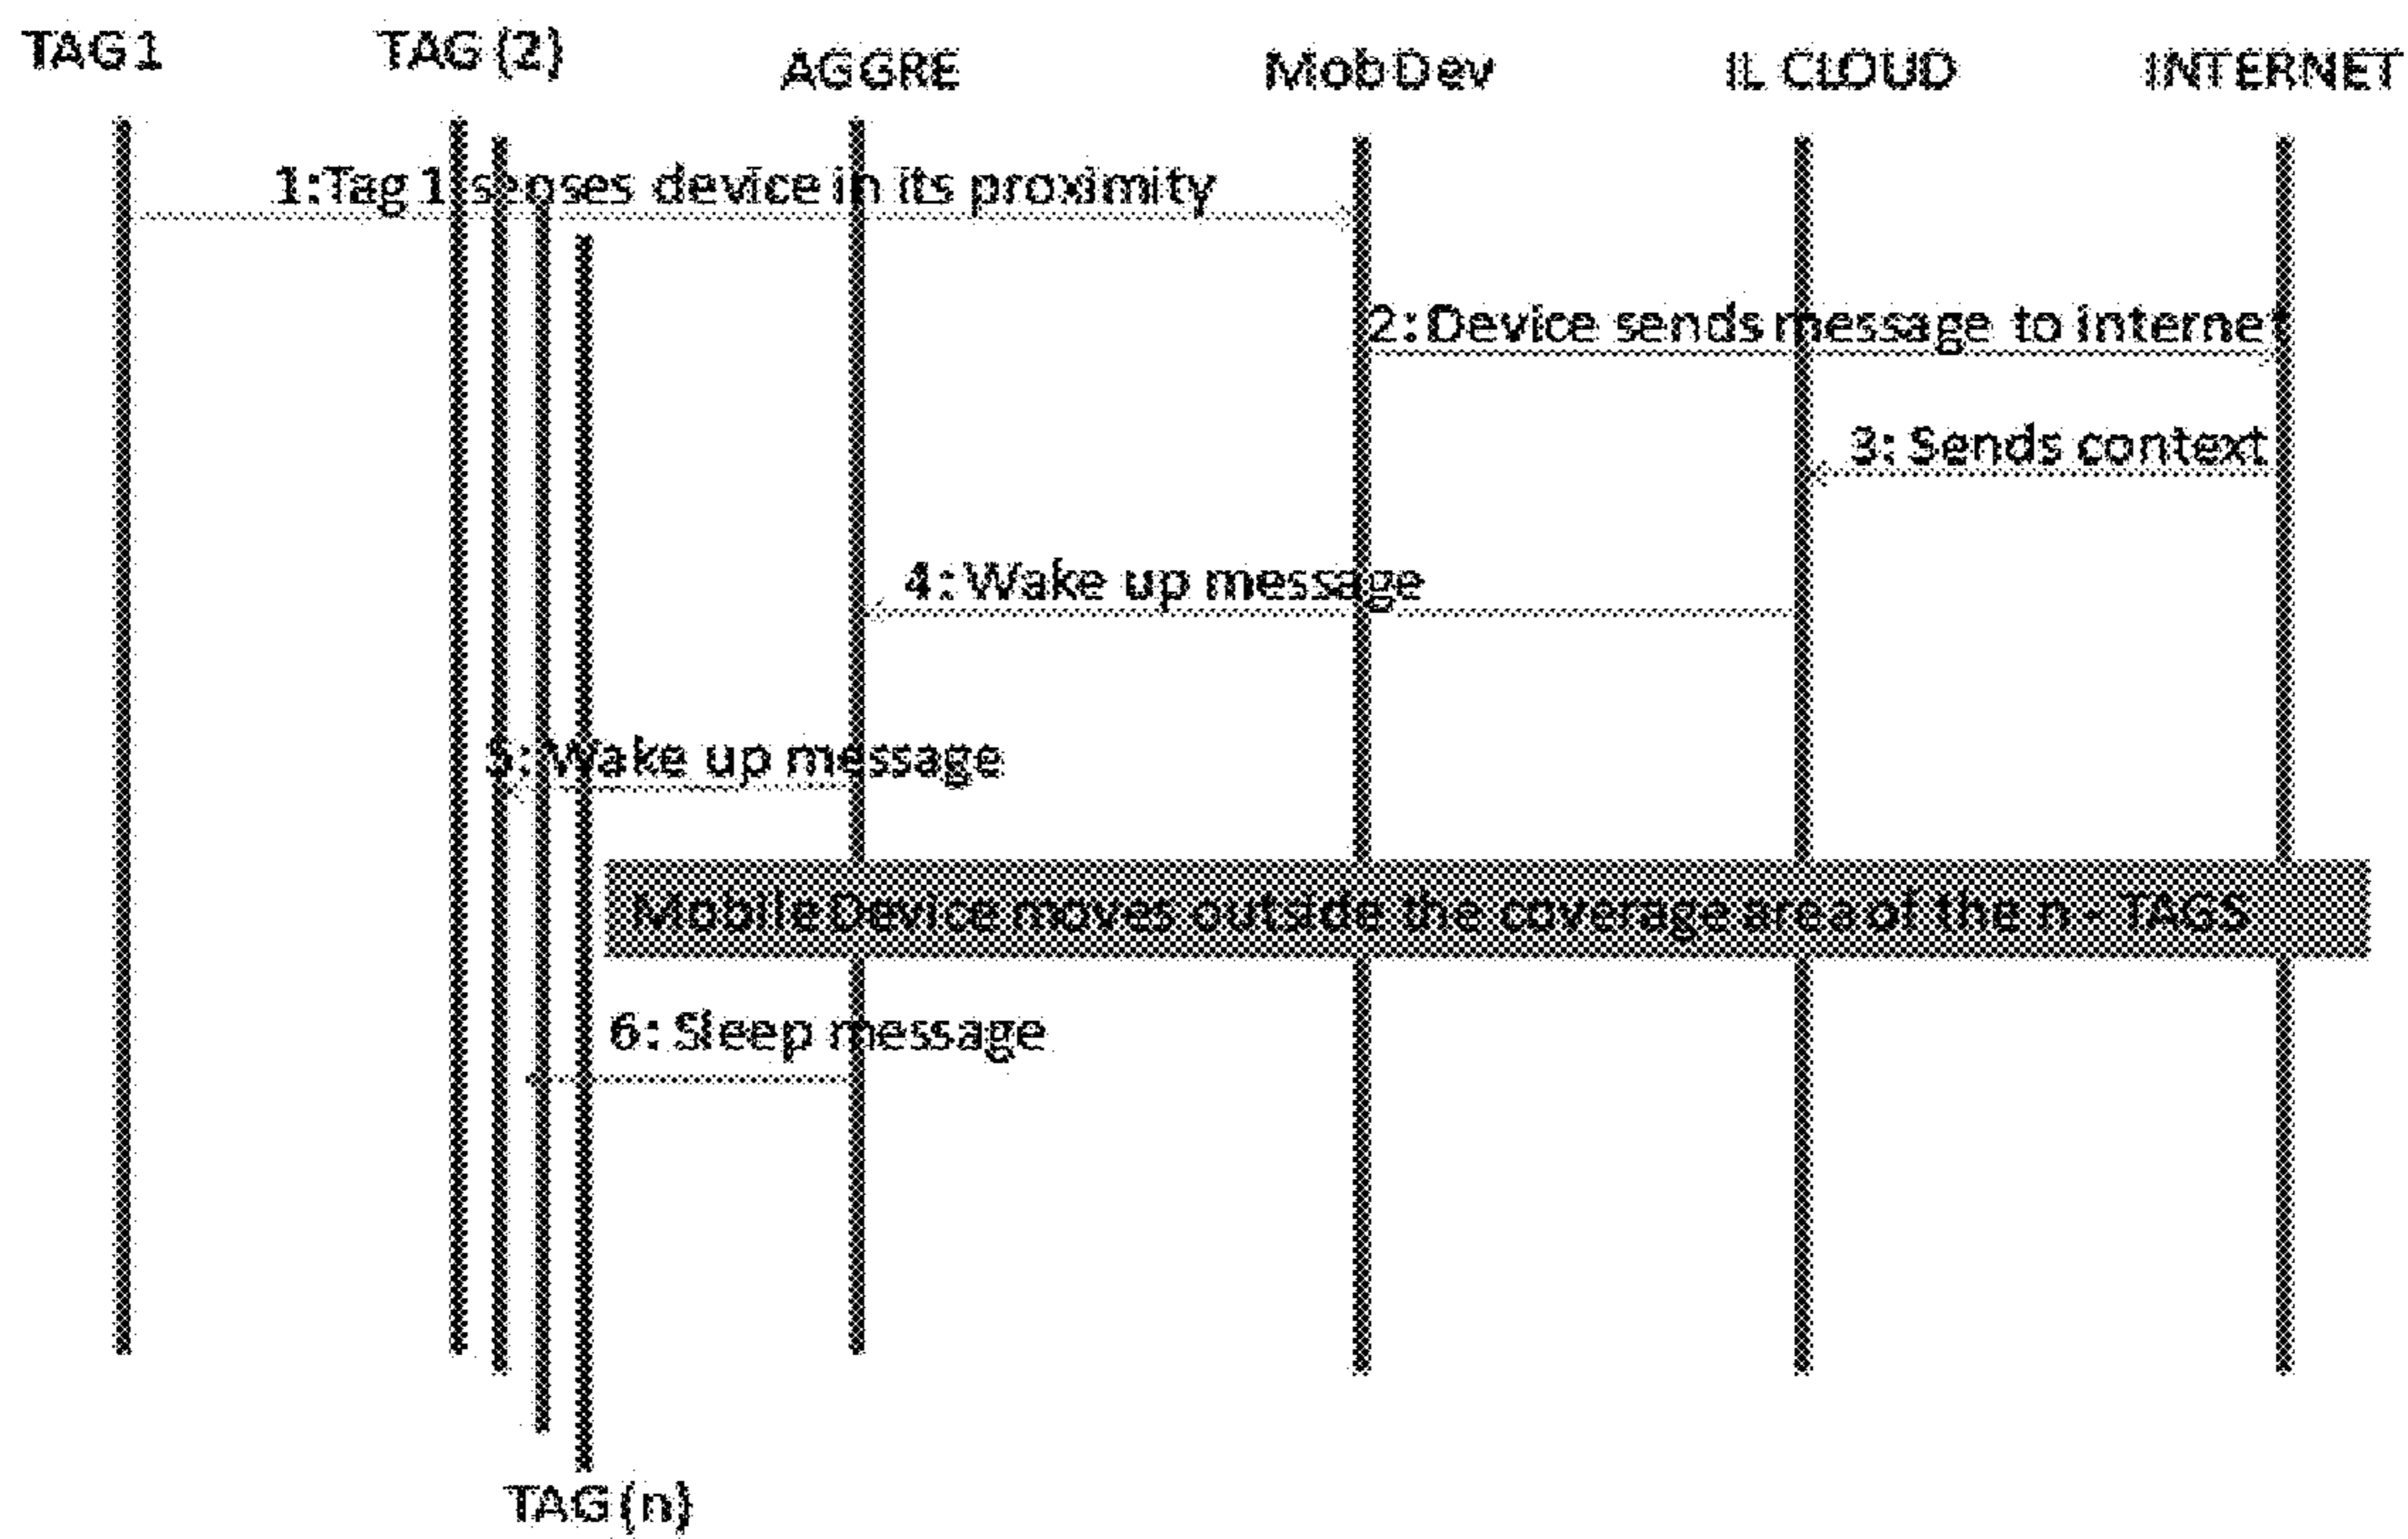 TAG 1
TAG (2)
AGGRE
MobDev
IL CLOUD
INTERNET
1:Tag 1 senses device in its proximity
2: Device sends message to internet
3: Sends context
4: Wake up message
5: Wake up message
Mobile Device moves outside the coverage area of the n - TAGS
6: Sleep message
TAG (n)